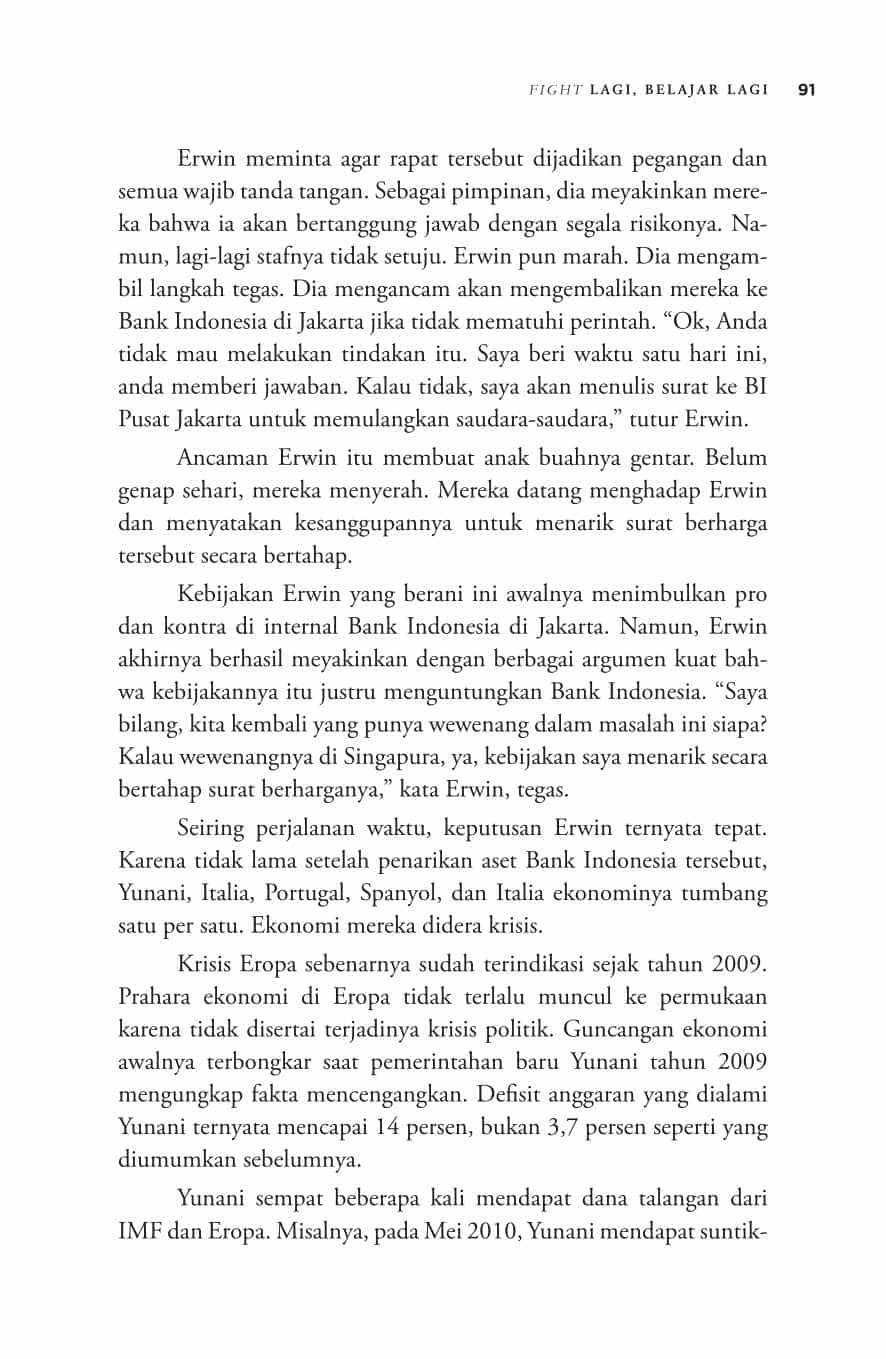 FIGHT LAGI, BELAJAR LAGI 91
Erwin meminta agar rapat tersebut dijadikan pegangan dan
semua wajib tanda tangan. Sebagai pimpinan, dia meyakinkan mere-
ka bahwa ia akan bertanggung jawab dengan segala risikonya. Na-
mun, lagi-lagi stafnya tidak setuju. Erwin pun marah. Dia mengam-
bil langkah tegas. Dia mengancam akan mengembalikan mereka ke
Bank Indonesia di Jakarta jika tidak mematuhi perintah. “Ok, Anda
tidak mau melakukan tindakan itu. Saya beri waktu satu hari ini,
anda memberi jawaban. Kalau tidak, saya akan menulis surat ke BI
Pusat Jakarta untuk memulangkan saudara-saudara,” tutur Erwin.
Ancaman Erwin itu membuat anak buahnya gentar. Belum
genap sehari, mereka menyerah. Mereka datang menghadap Erwin
dan menyatakan kesanggupannya untuk menarik surat berharga
tersebut secara bertahap.
Kebijakan Erwin yang berani ini awalnya menimbulkan pro
dan kontra di internal Bank Indonesia di Jakarta. Namun, Erwin
akhirnya berhasil meyakinkan dengan berbagai argumen kuat bah-
wa kebijakannya itu justru menguntungkan Bank Indonesia. “Saya
bilang, kita kembali yang punya wewenang dalam masalah ini siapa?
Kalau wewenangnya di Singapura, ya, kebijakan saya menarik secara
bertahap surat berharganya,” kata Erwin, tegas.
Seiring perjalanan waktu, keputusan Erwin ternyata tepat.
Karena tidak lama setelah penarikan aset Bank Indonesia tersebut,
Yunani, Italia, Portugal, Spanyol, dan Italia ekonominya tumbang
satu per satu. Ekonomi mereka didera krisis.
Krisis Eropa sebenarnya sudah terindikasi sejak tahun 2009.
Prahara ekonomi di Eropa tidak terlalu muncul ke permukaan
karena tidak disertai terjadinya krisis politik. Guncangan ekonomi
awalnya terbongkar saat pemerintahan baru Yunani tahun 2009
mengungkap fakta mencengangkan. Defisit anggaran yang dialami
Yunani ternyata mencapai 14 persen, bukan 3,7 persen seperti yang
diumumkan sebelumnya.
Yunani sempat beberapa kali mendapat dana talangan dari
IMF dan Eropa. Misalnya, pada Mei 2010, Yunani mendapat suntik-